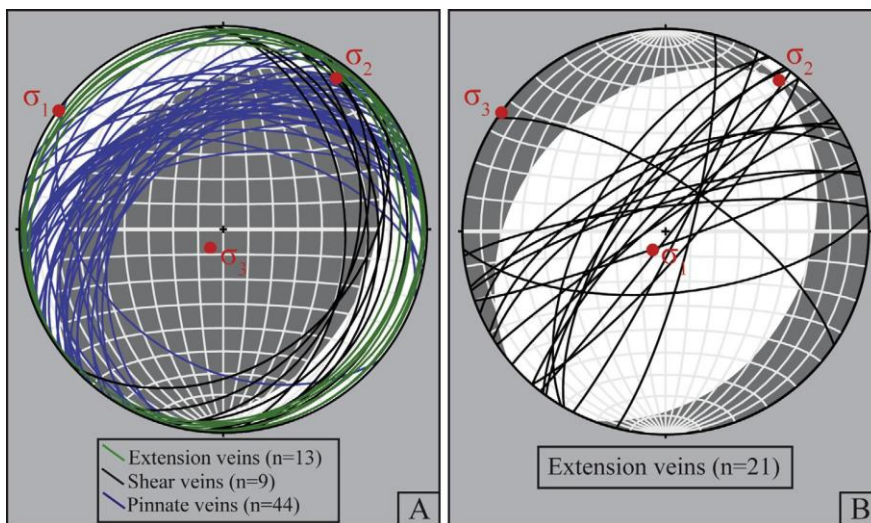 σ1
σ2
σ3
Extension veins (n=13)
Shear veins (n=9)
Pinnate veins (n=44)
A
σ3
σ2
σ1
Extension veins (n=21)
B